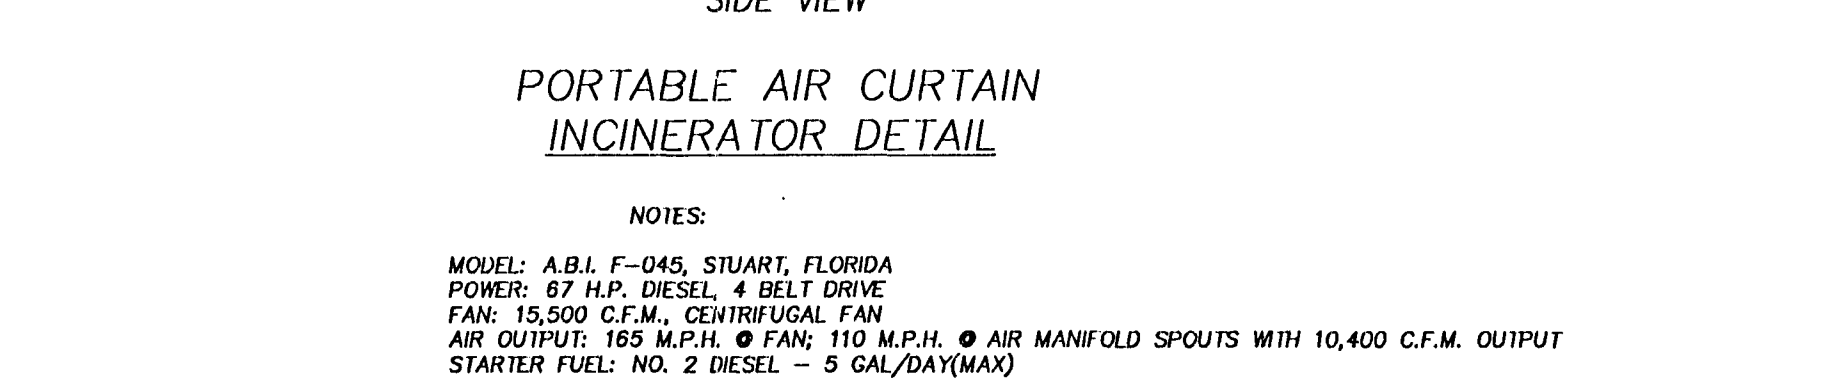 SIDE VIEW
PORTABLE AIR CURTAIN
INCINERATOR DETAIL
NOTES:
MODEL: A.B.I. F-045, STUART, FLORIDA
POWER: 67 H.P. DIESEL, 4 BELT DRIVE
FAN: 15,500 C.F.M., CENTRIFUGAL FAN
AIR OUTPUT: 165 M.P.H. @ FAN; 110 M.P.H. @ AIR MANIFOLD SPOUTS WITH 10,400 C.F.M. OUTPUT
STARTER FUEL: NO. 2 DIESEL - 5 GAL/DAY(MAX)